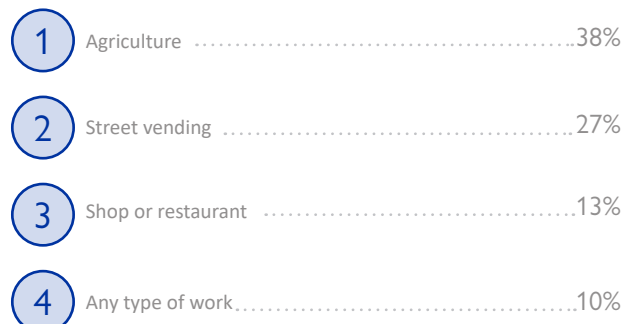 1 Agriculture ........................................ 38%
2 Street vending ..................................... 27%
3 Shop or restaurant ................................. 13%
4 Any type of work ................................... 10%